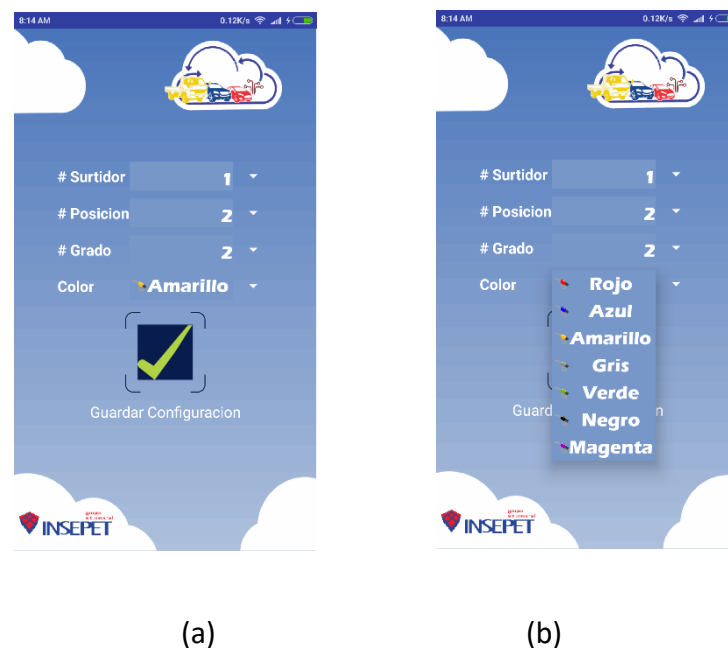 8:14 AM 0.12K/s
# Surtidor 1
# Posicion 2
# Grado 2
Color Amarillo
Guardar Configuracion
INSEPET
(a)
8:14 AM 0.12K/s
# Surtidor 1
# Posicion 2
# Grado 2
Color Rojo
Azul
Amarillo
Gris
Verde
Guard n
Negro
Magenta
INSEPET
(b)